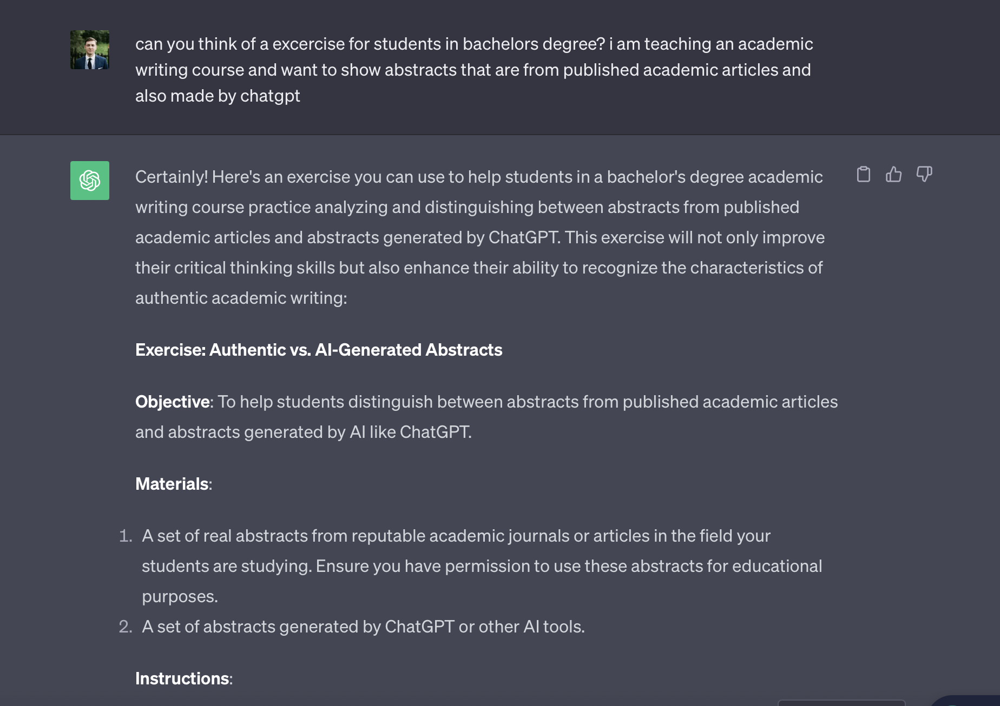 can you think of a excercise for students in bachelors degree? i am teaching an academic
writing course and want to show abstracts that are from published academic articles and
also made by chatgpt
Certainly! Here's an exercise you can use to help students in a bachelor's degree academic
writing course practice analyzing and distinguishing between abstracts from published
academic articles and abstracts generated by ChatGPT. This exercise will not only improve
their critical thinking skills but also enhance their ability to recognize the characteristics of
authentic academic writing:
Exercise: Authentic vs. AI-Generated Abstracts
Objective: To help students distinguish between abstracts from published academic articles
and abstracts generated by AI like ChatGPT.
Materials:
1. A set of real abstracts from reputable academic journals or articles in the field your
students are studying. Ensure you have permission to use these abstracts for educational
purposes.
2. A set of abstracts generated by ChatGPT or other AI tools.
Instructions: